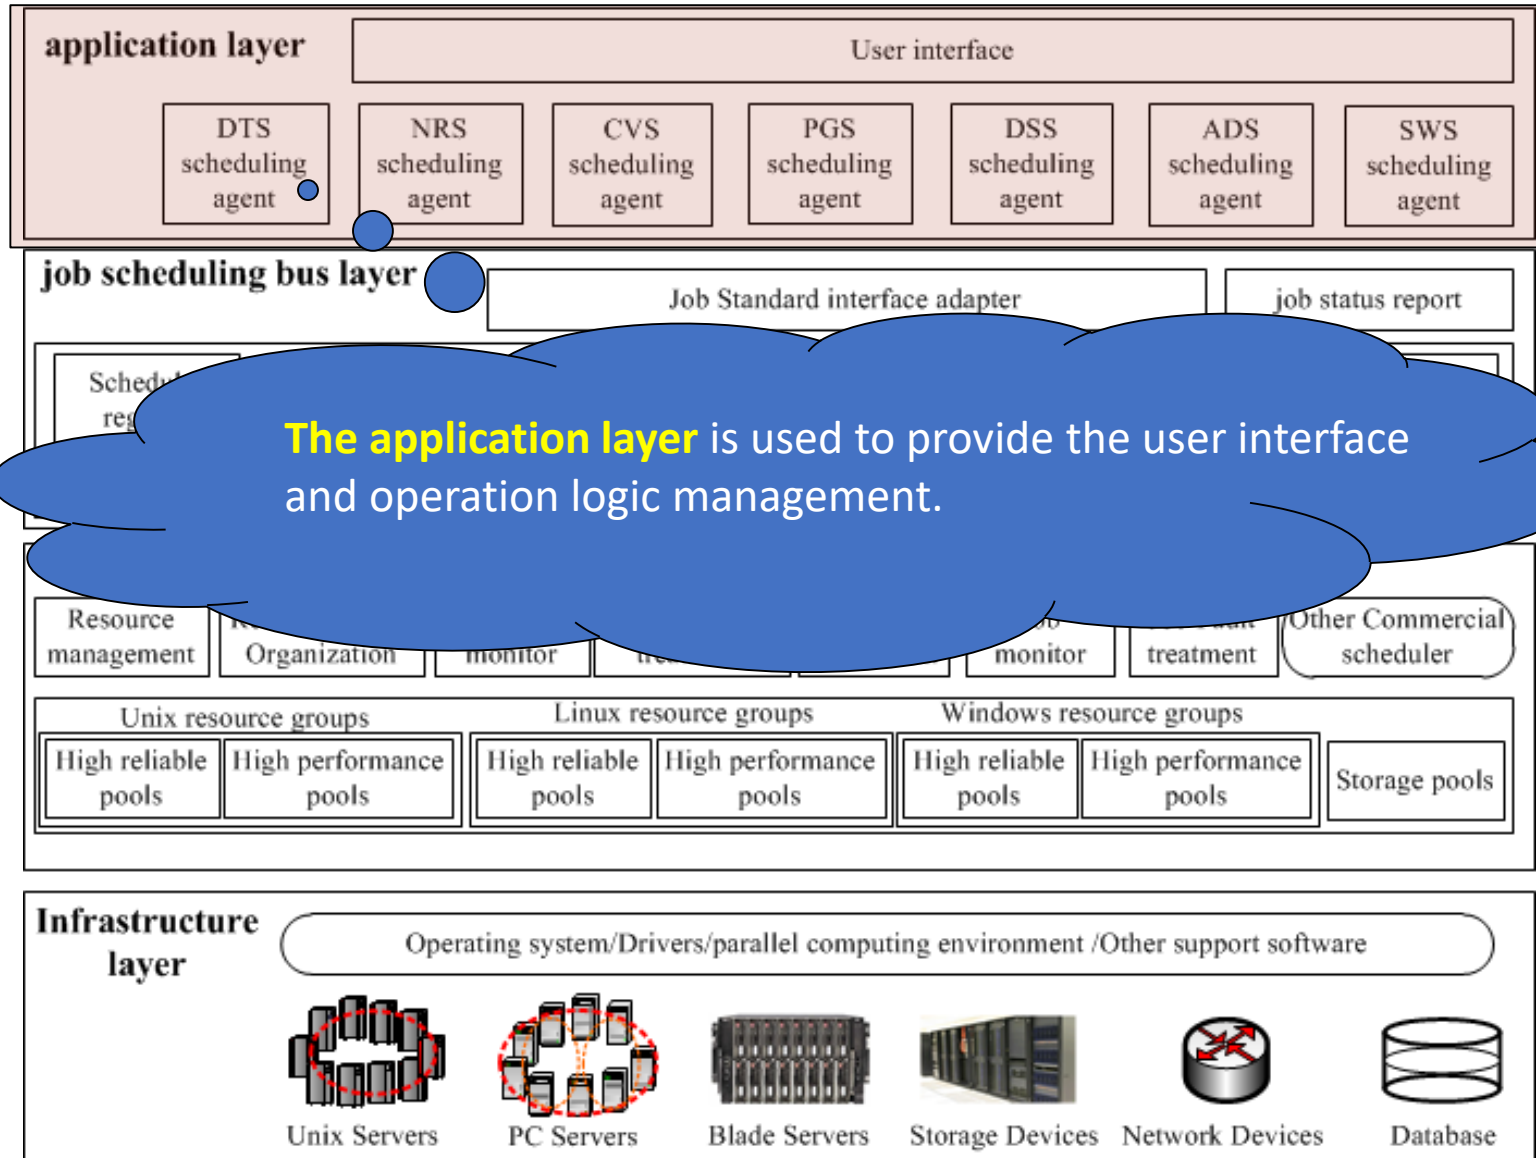 application layer
User interface
DTS
scheduling
agent
NRS
scheduling
agent
CVS
scheduling
agent
PGS
scheduling
agent
DSS
scheduling
agent
ADS
scheduling
agent
SWS
scheduling
agent
job scheduling bus layer
Job Standard interface adapter
job status report
The application layer is used to provide the user interface
and operation logic management.
Resource
management
Organization
monitor
monitor
treatment
Other Commercial
scheduler
Unix resource groups
High reliable
pools
High performance
pools
Linux resource groups
High reliable
pools
High performance
pools
Windows resource groups
High reliable
pools
High performance
pools
Storage pools
Infrastructure
layer
Operating system/Drivers/parallel computing environment /Other support software
Unix Servers
PC Servers
Blade Servers
Storage Devices
Network Devices
Database